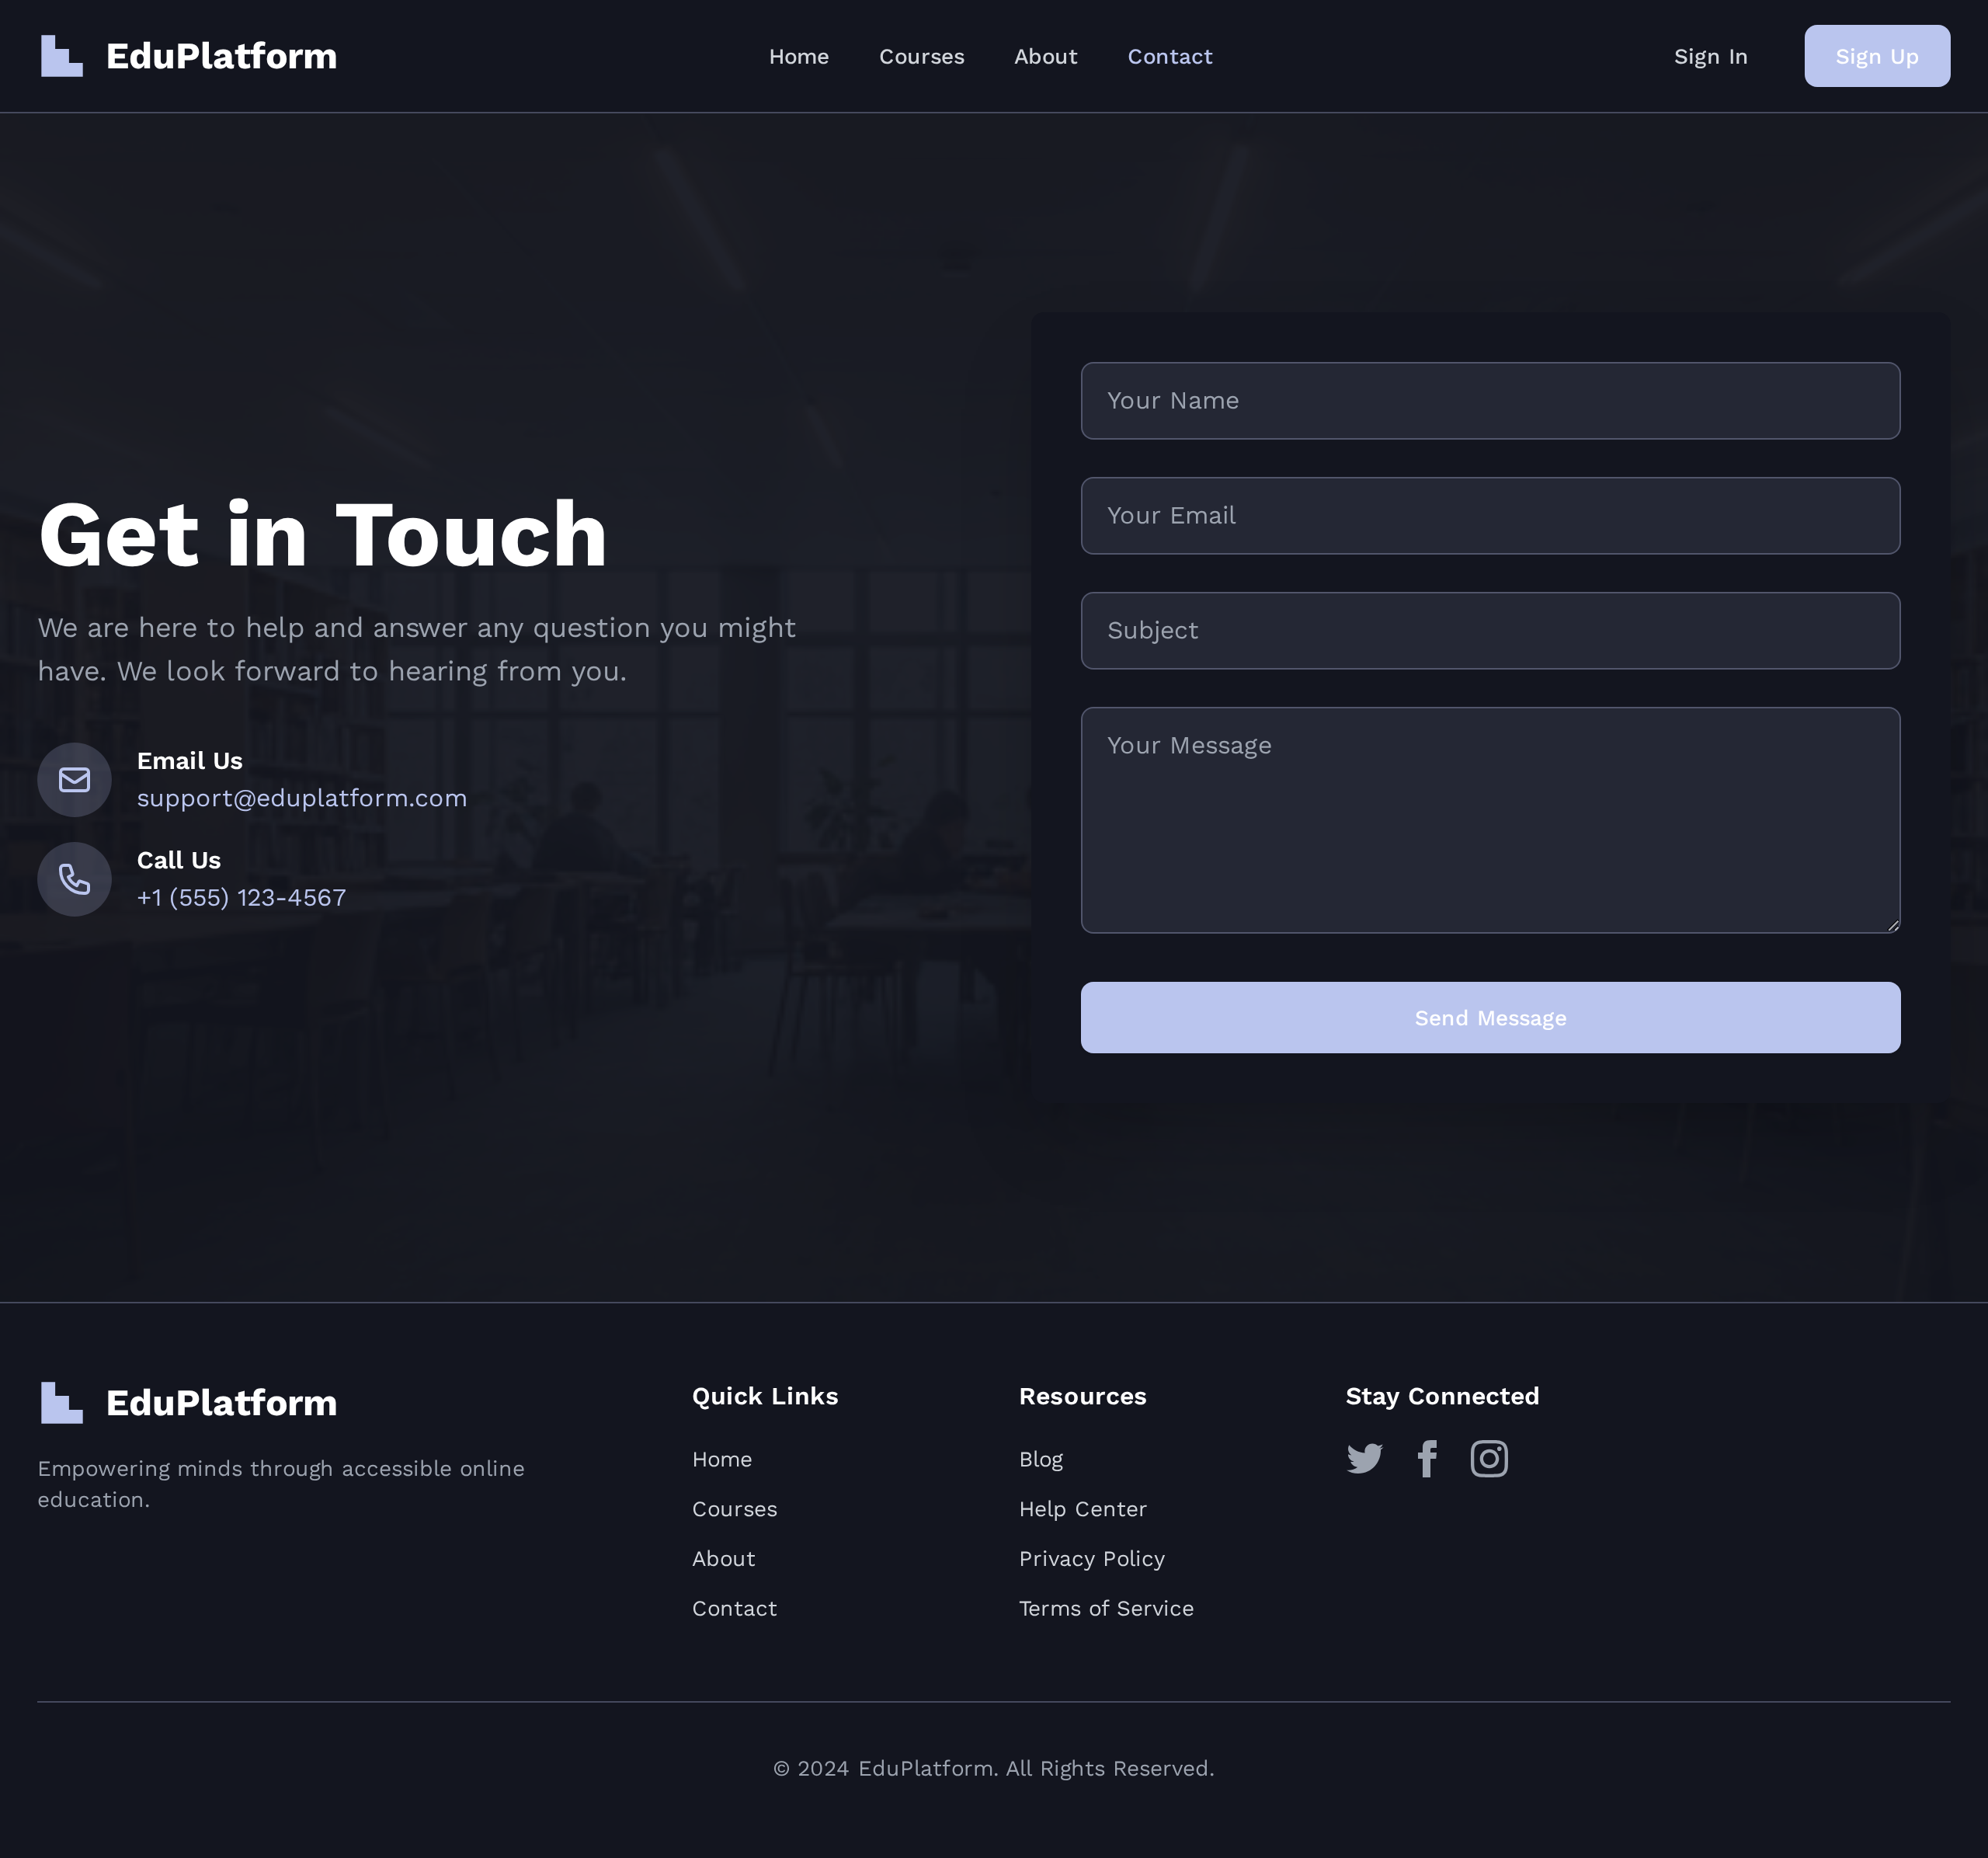 EduPlatform
Home
Courses
About
Contact
Sign In
Sign Up
Get in Touch
We are here to help and answer any question you might
have. We look forward to hearing from you.
Email Us
support@eduplatform.com
Call Us
+1 (555) 123-4567
Your Name
Your Email
Subject
Your Message
Send Message
EduPlatform
Empowering minds through accessible online
education.
Quick Links
Home
Courses
About
Contact
Resources
Blog
Help Center
Privacy Policy
Terms of Service
Stay Connected
© 2024 EduPlatform. All Rights Reserved.